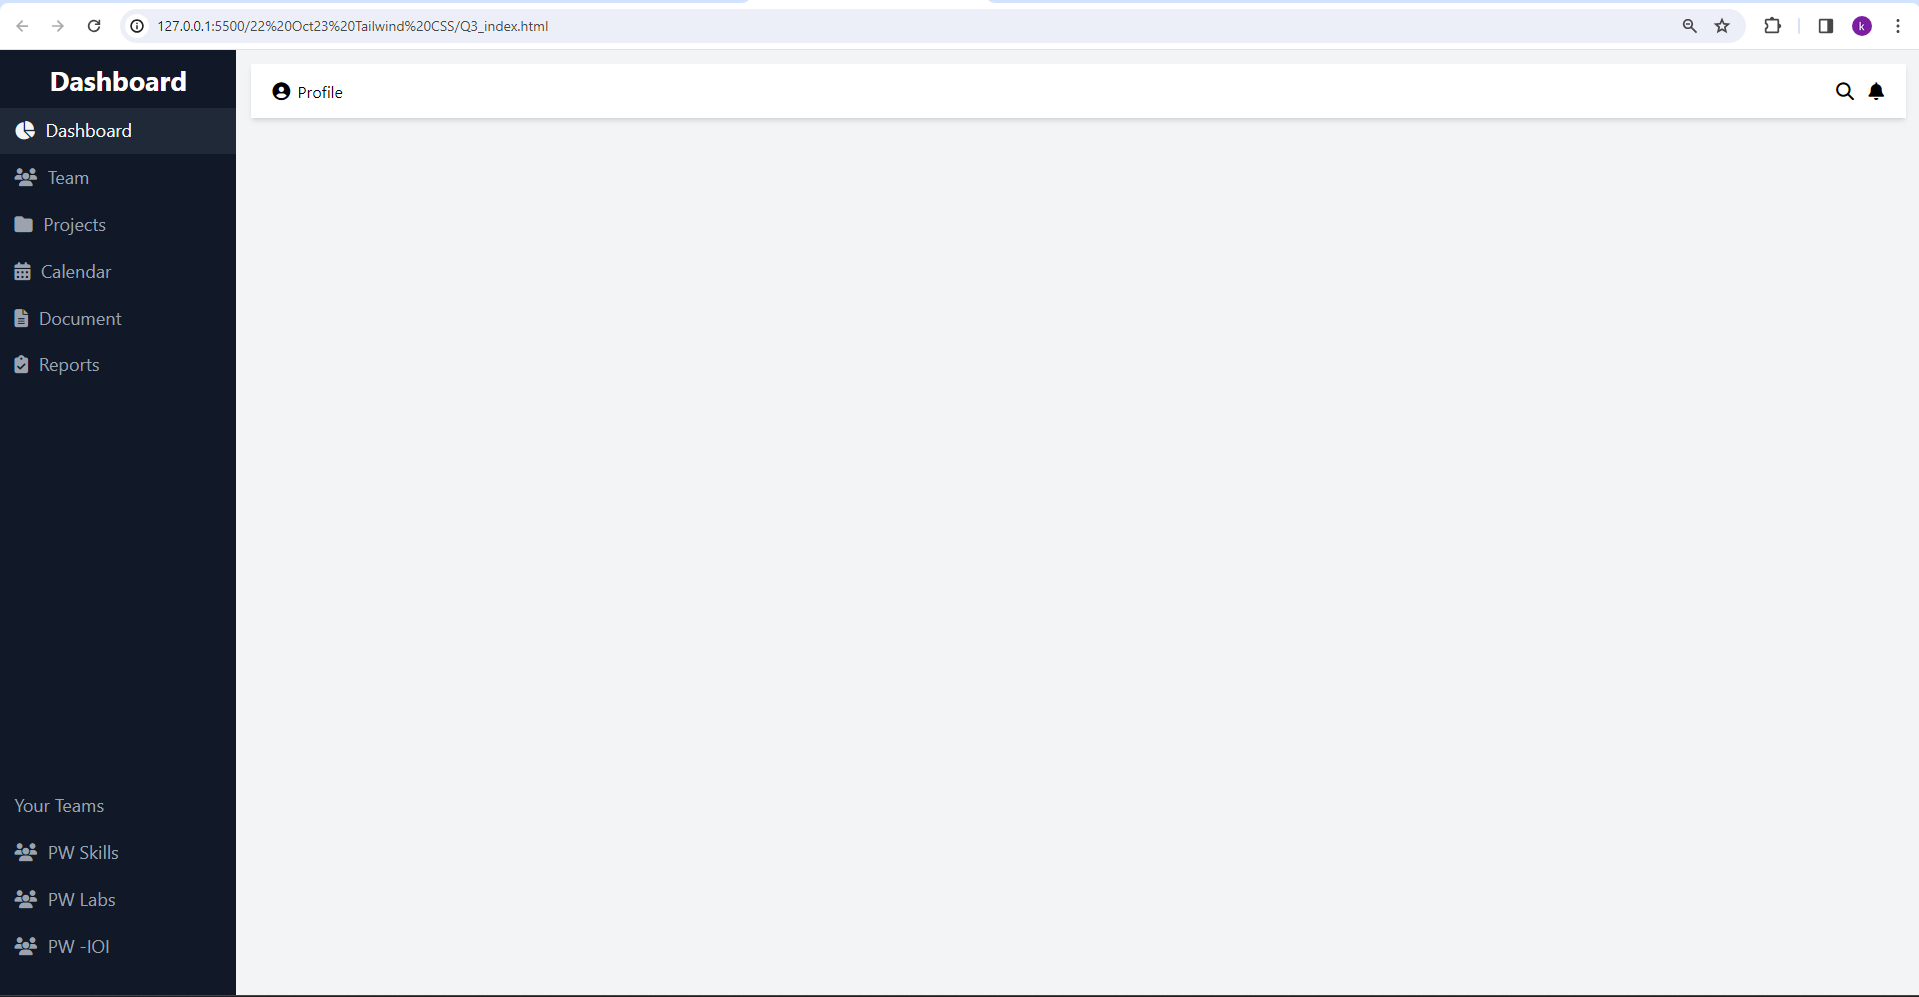 127.0.0.1:5500/22%20Oct23%20Tailwind%20CSS/Q3_index.html
k
Dashboard
Profile
Dashboard
Team
Projects
Calendar
Document
Reports
Your Teams
PW Skills
PW Labs
PW -IOI